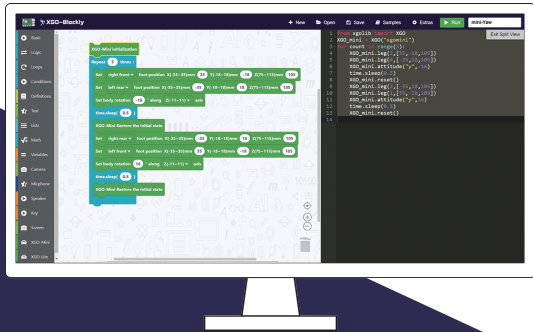 XGO-Blockly
+ New
Open
Save
Samples
Extras
Run
mini-Yaw
Exit Split View
Basic
Logic
Loops
Conditions
Definitions
Text
Lists
Math
Variables
Camera
Micphone
Speaker
Key
Screen
XGO-Mini
XGO-Lite
XGO-Mini initialization
Repeat 5 times :
Set right front foot position X(-35~35)mm 35 Y(-18~18)mm -18 Z(75~115)mm 105
Set left rear foot position X(-35~35)mm -35 Y(-18~18)mm -18 Z(75~115)mm 105
Set body rotation -16 ° along Z(-11~11) axis
time.sleep( 0.5 )
XGO-Mini Restore the initial state
Set right rear foot position X(-35~35)mm -35 Y(-18~18)mm -18 Z(75~115)mm 105
Set left front foot position X(-35~35)mm 35 Y(-18~18)mm -18 Z(75~115)mm 105
Set body rotation 16 ° along Z(-11~11) axis
time.sleep( 0.5 )
XGO-Mini Restore the initial state
1 from xgolib import XGO
2 XGO_mini = XGO("xgomini")
3 for count in range(5):
4 XGO_mini.leg(2,[35,-18,105])
5 XGO_mini.leg(4,[-35,-18,105])
6 XGO_mini.attitude("y",-16)
7 time.sleep(0.5)
8 XGO_mini.reset()
9 XGO_mini.leg(3,[-35,-18,105])
10 XGO_mini.leg(1,[35,-18,105])
11 XGO_mini.attitude("y",16)
12 time.sleep(0.5)
13 XGO_mini.reset()
14